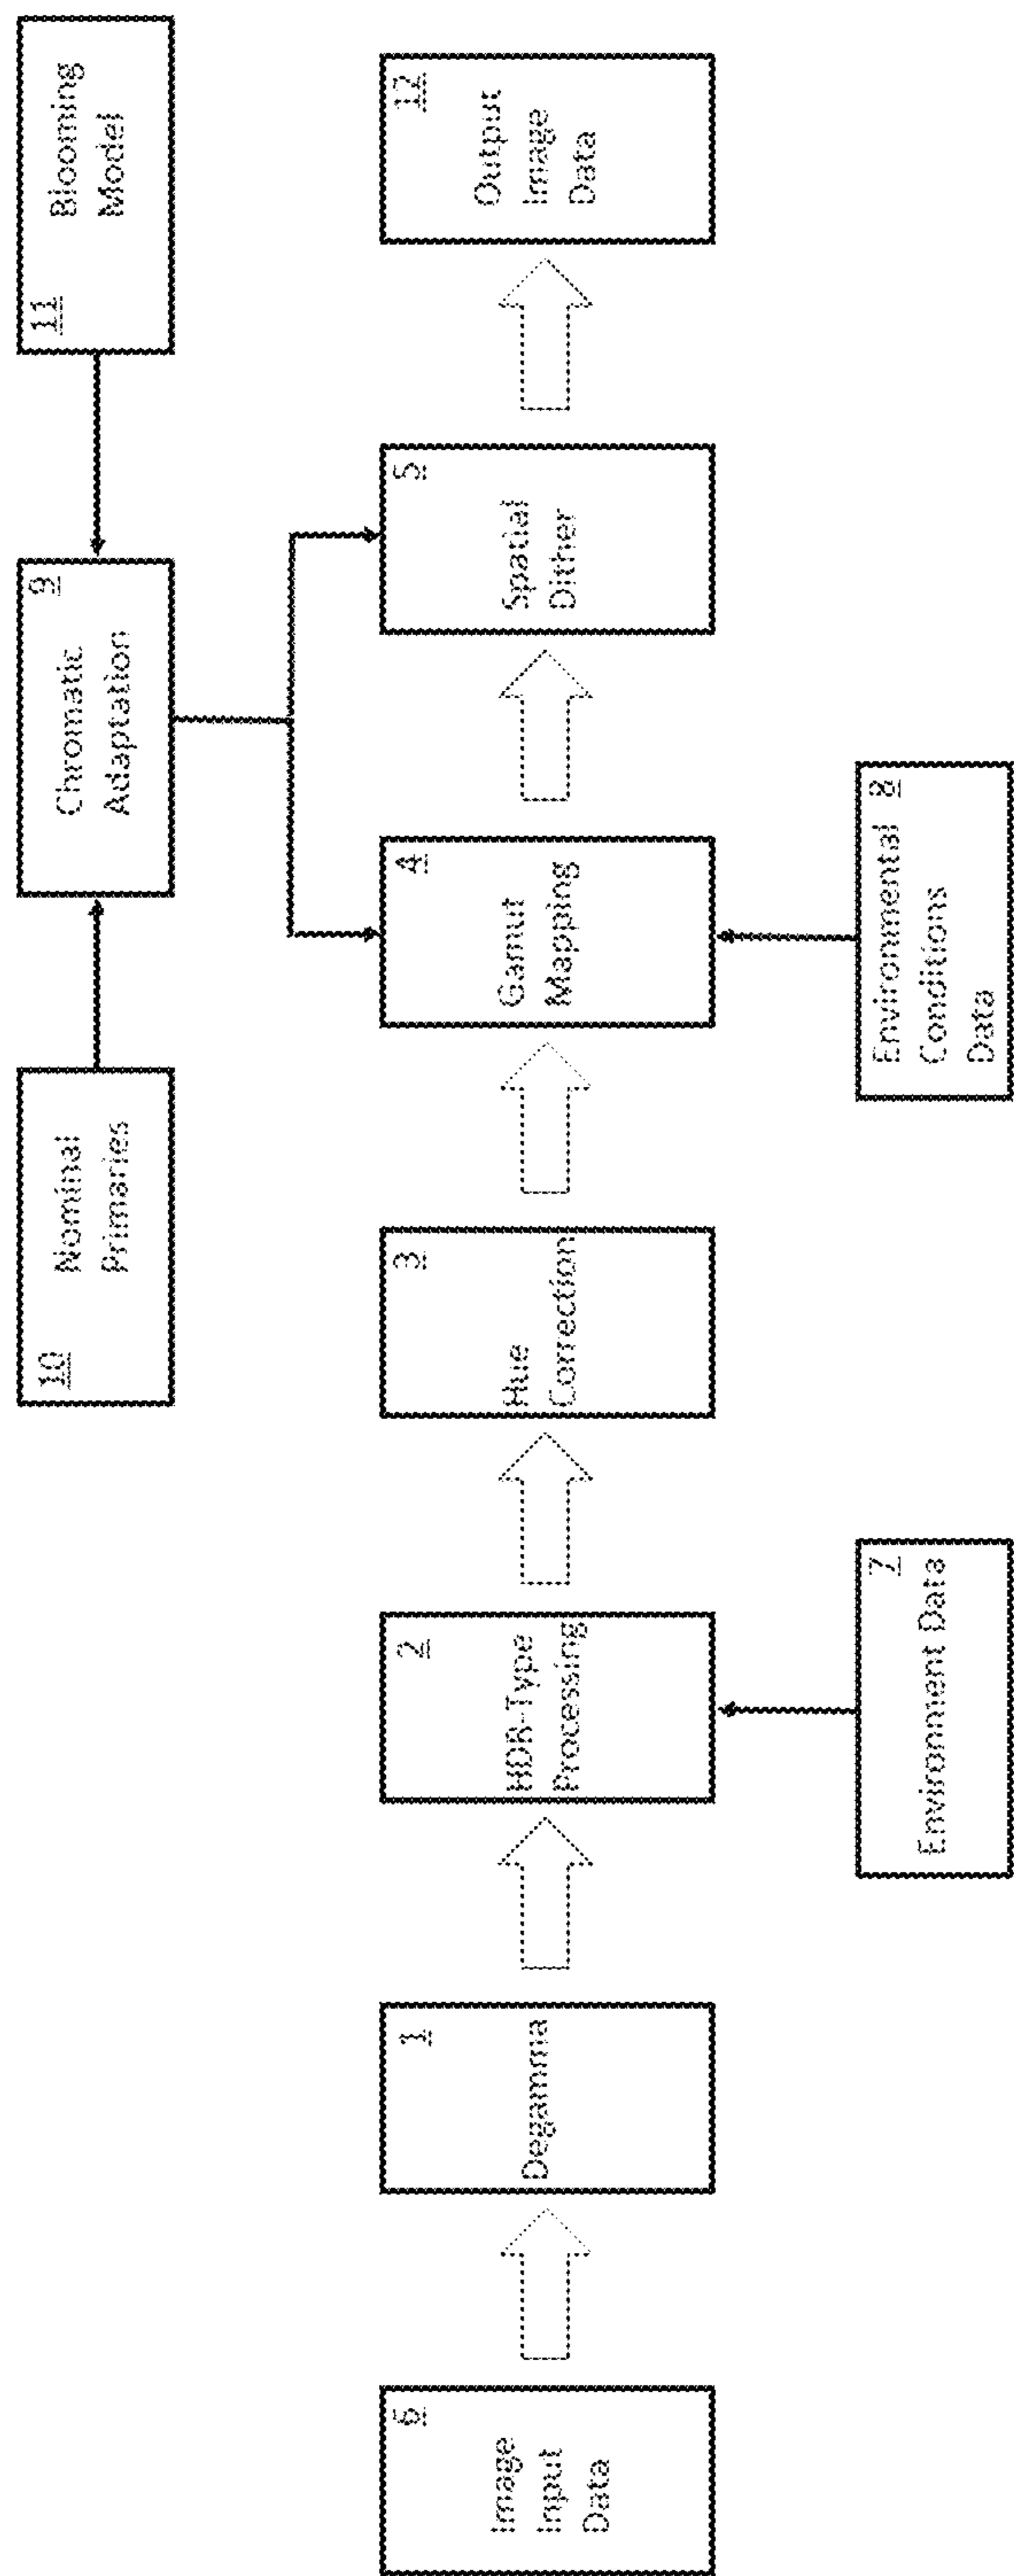 10
Nominal
Primaries
9
Chromatic
Adaptation
11
Blooming
Model
6
Image
Input
Data
1
Degamma
2
HDR-Type
Processing
3
Hue
Correction
4
Gamut
Mapping
5
Spatial
Dither
12
Output
Image
Data
7
Environment Data
8
Environmental
Conditions
Data